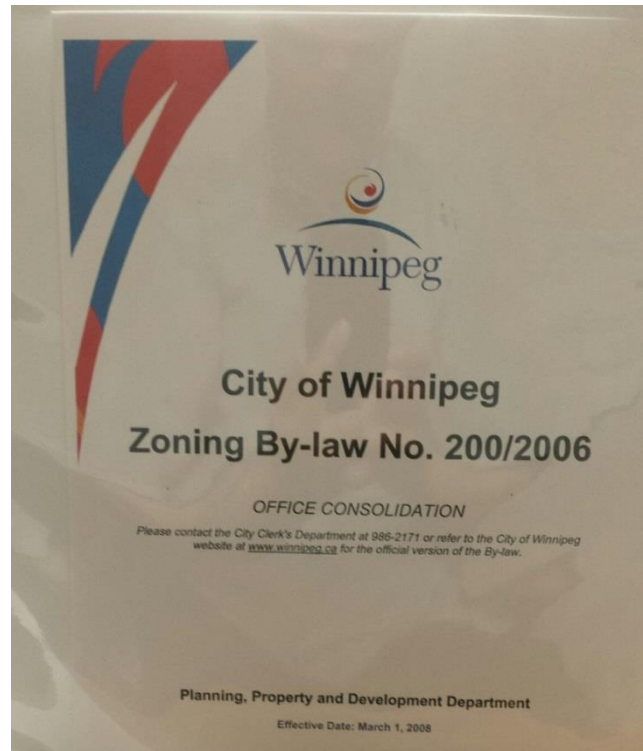 Winnipeg
City of Winnipeg
Zoning By-law No. 200/2006
OFFICE CONSOLIDATION
Please contact the City Clerk's Department at 986-2171 or refer to the City of Winnipeg
website at www.winnipeg.ca for the official version of the By-law.
Planning, Property and Development Department
Effective Date: March 1, 2008